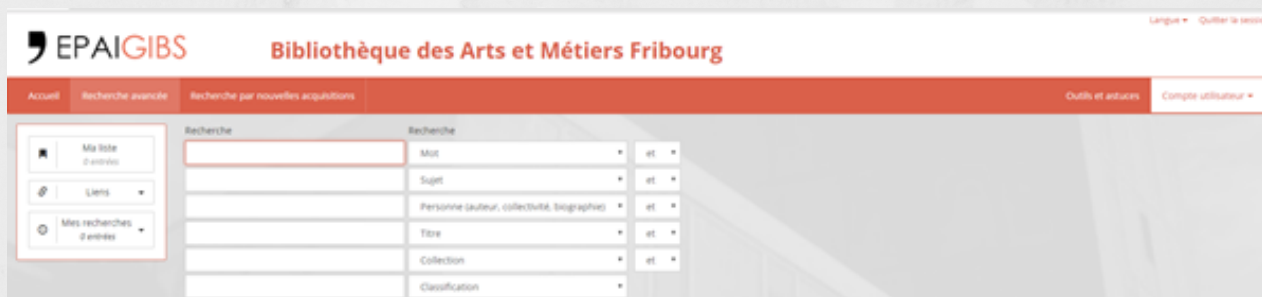 Langue Quitter la session
EPAIGIBS Bibliothèque des Arts et Métiers Fribourg
Accueil Recherche avancée Recherche par nouvelles acquisitions Outils et astuces Compte utilisateur
Recherche Recherche
Ma liste
0 entrées
Mot et
Liens
Sujet et
Mes recherches
0 entrées
Personne (auteur, collectivité, biographie) et
Titre et
Collection et
Classification